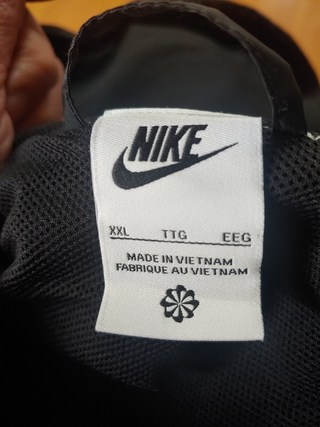 NIKE
XXL TTG EEG
MADE IN VIETNAM
FABRIQUE AU VIETNAM